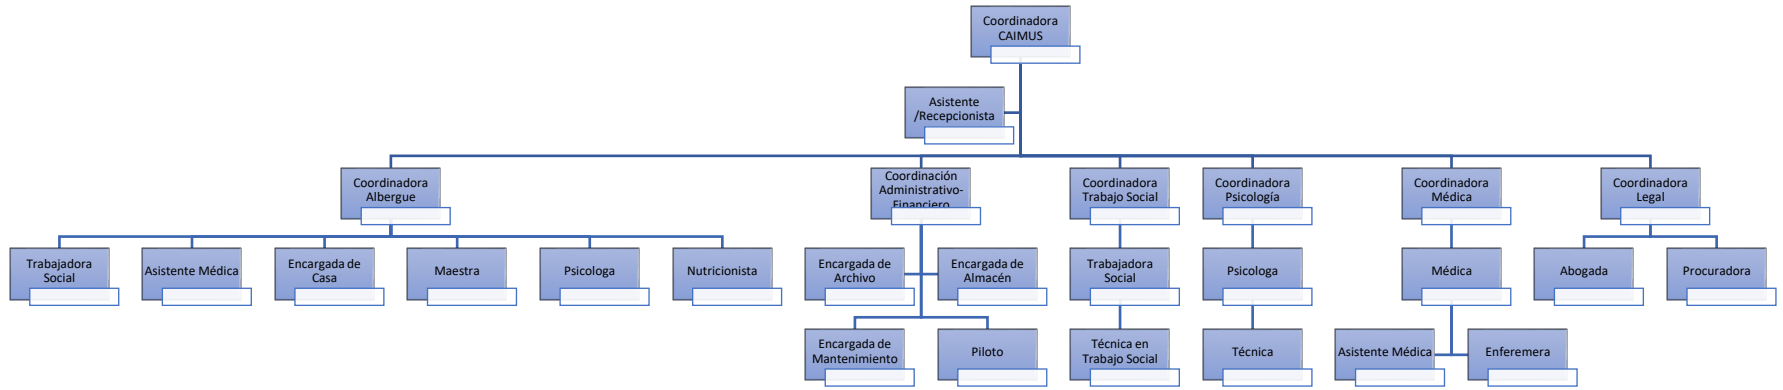 Coordinadora
CAIMUS
Asistente
/Recepcionista
Coordinadora
Albergue
Coordinación
Administrativo-
Financiero
Coordinadora
Trabajo Social
Coordinadora
Psicología
Coordinadora
Médica
Coordinadora
Legal
Trabajadora
Social
Asistente Médica
Encargada de
Casa
Maestra
Psicologa
Nutricionista
Encargada de
Archivo
Encargada de
Almacén
Trabajadora
Social
Psicologa
Médica
Abogada
Procuradora
Encargada de
Mantenimiento
Piloto
Técnica en
Trabajo Social
Técnica
Asistente Médica
Enferemera